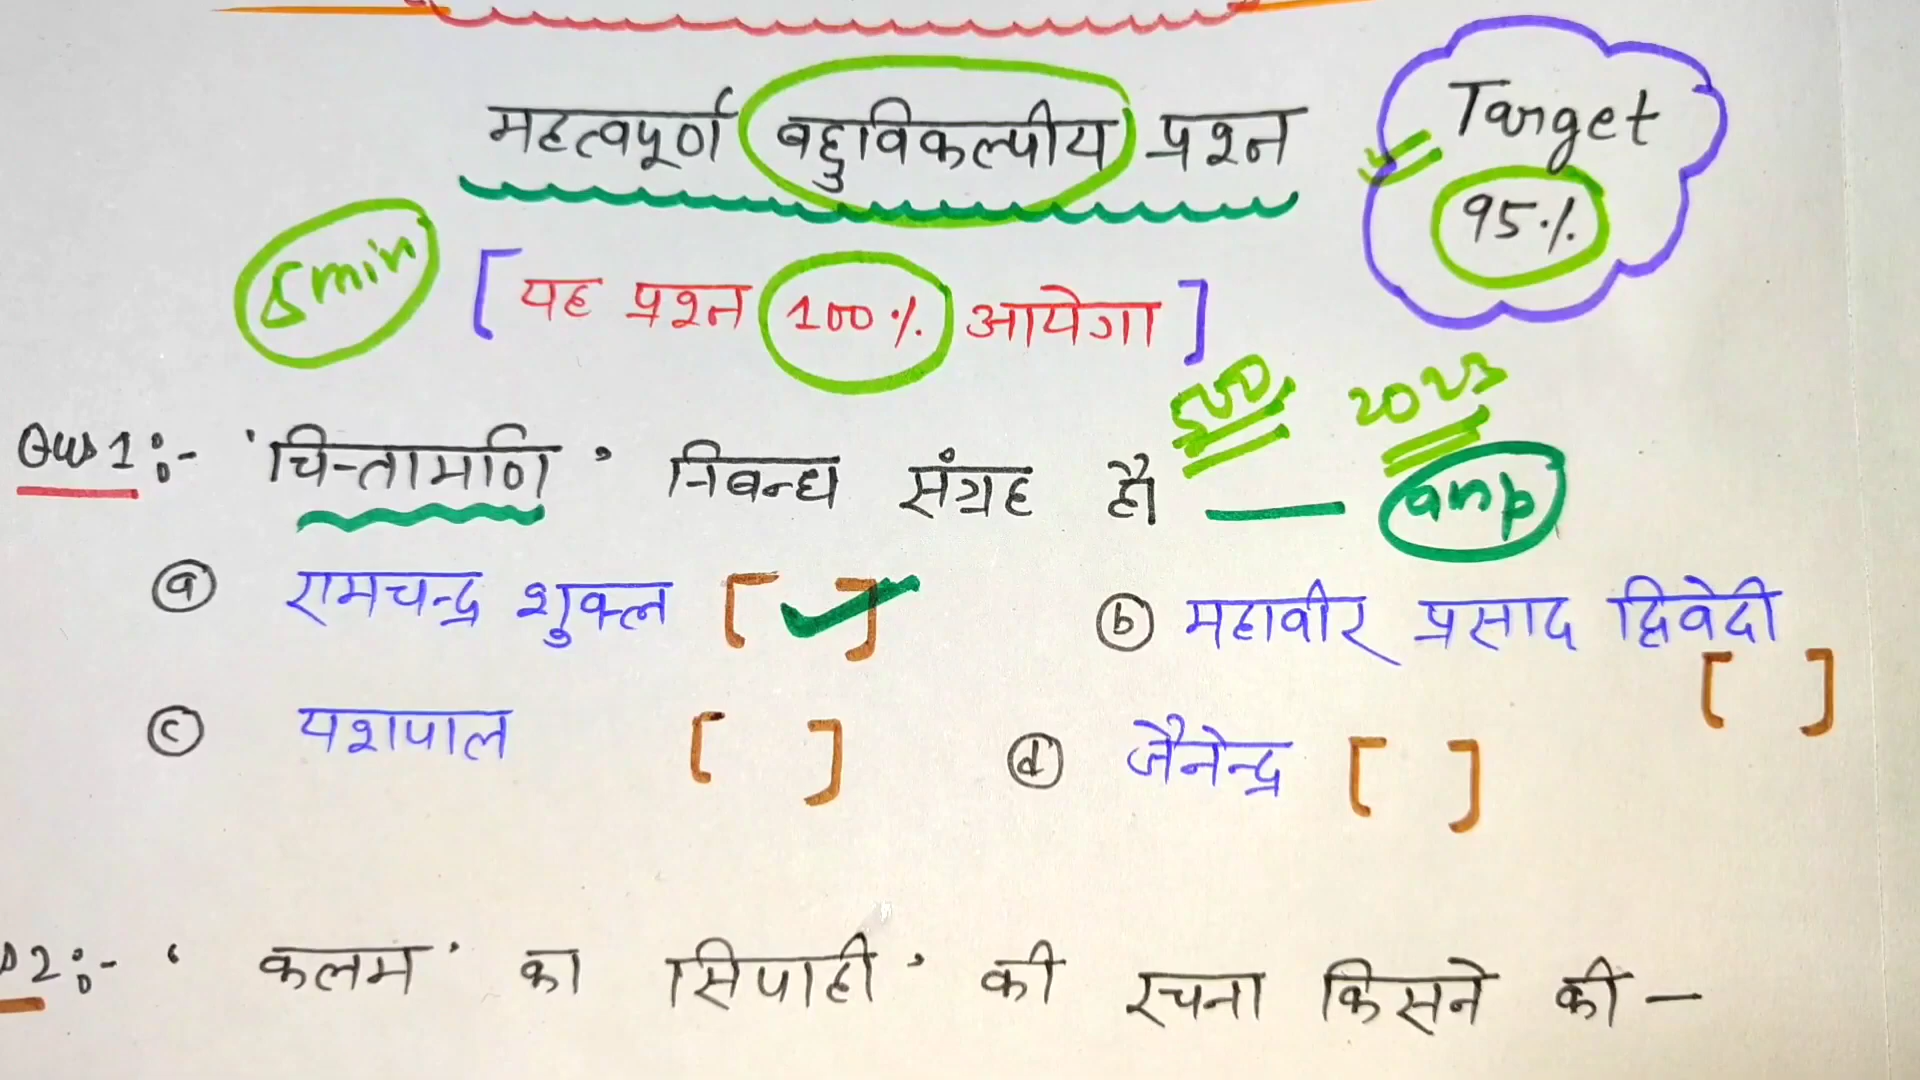 महत्वपूर्ण बहुविकल्पीय प्रश्न
Target
95%
5min
[यह प्रश्न 100% आयेगा]
2023
Qus 1:- 'चिन्तामणि' निबन्ध संग्रह है — anp
(a) रामचन्द्र शुक्ल [✓] (b) महावीर प्रसाद द्विवेदी [ ]
(c) यशपाल [ ] (d) जैनेन्द्र [ ]
2:- 'कलम' का सिपाही' की रचना किसने की -